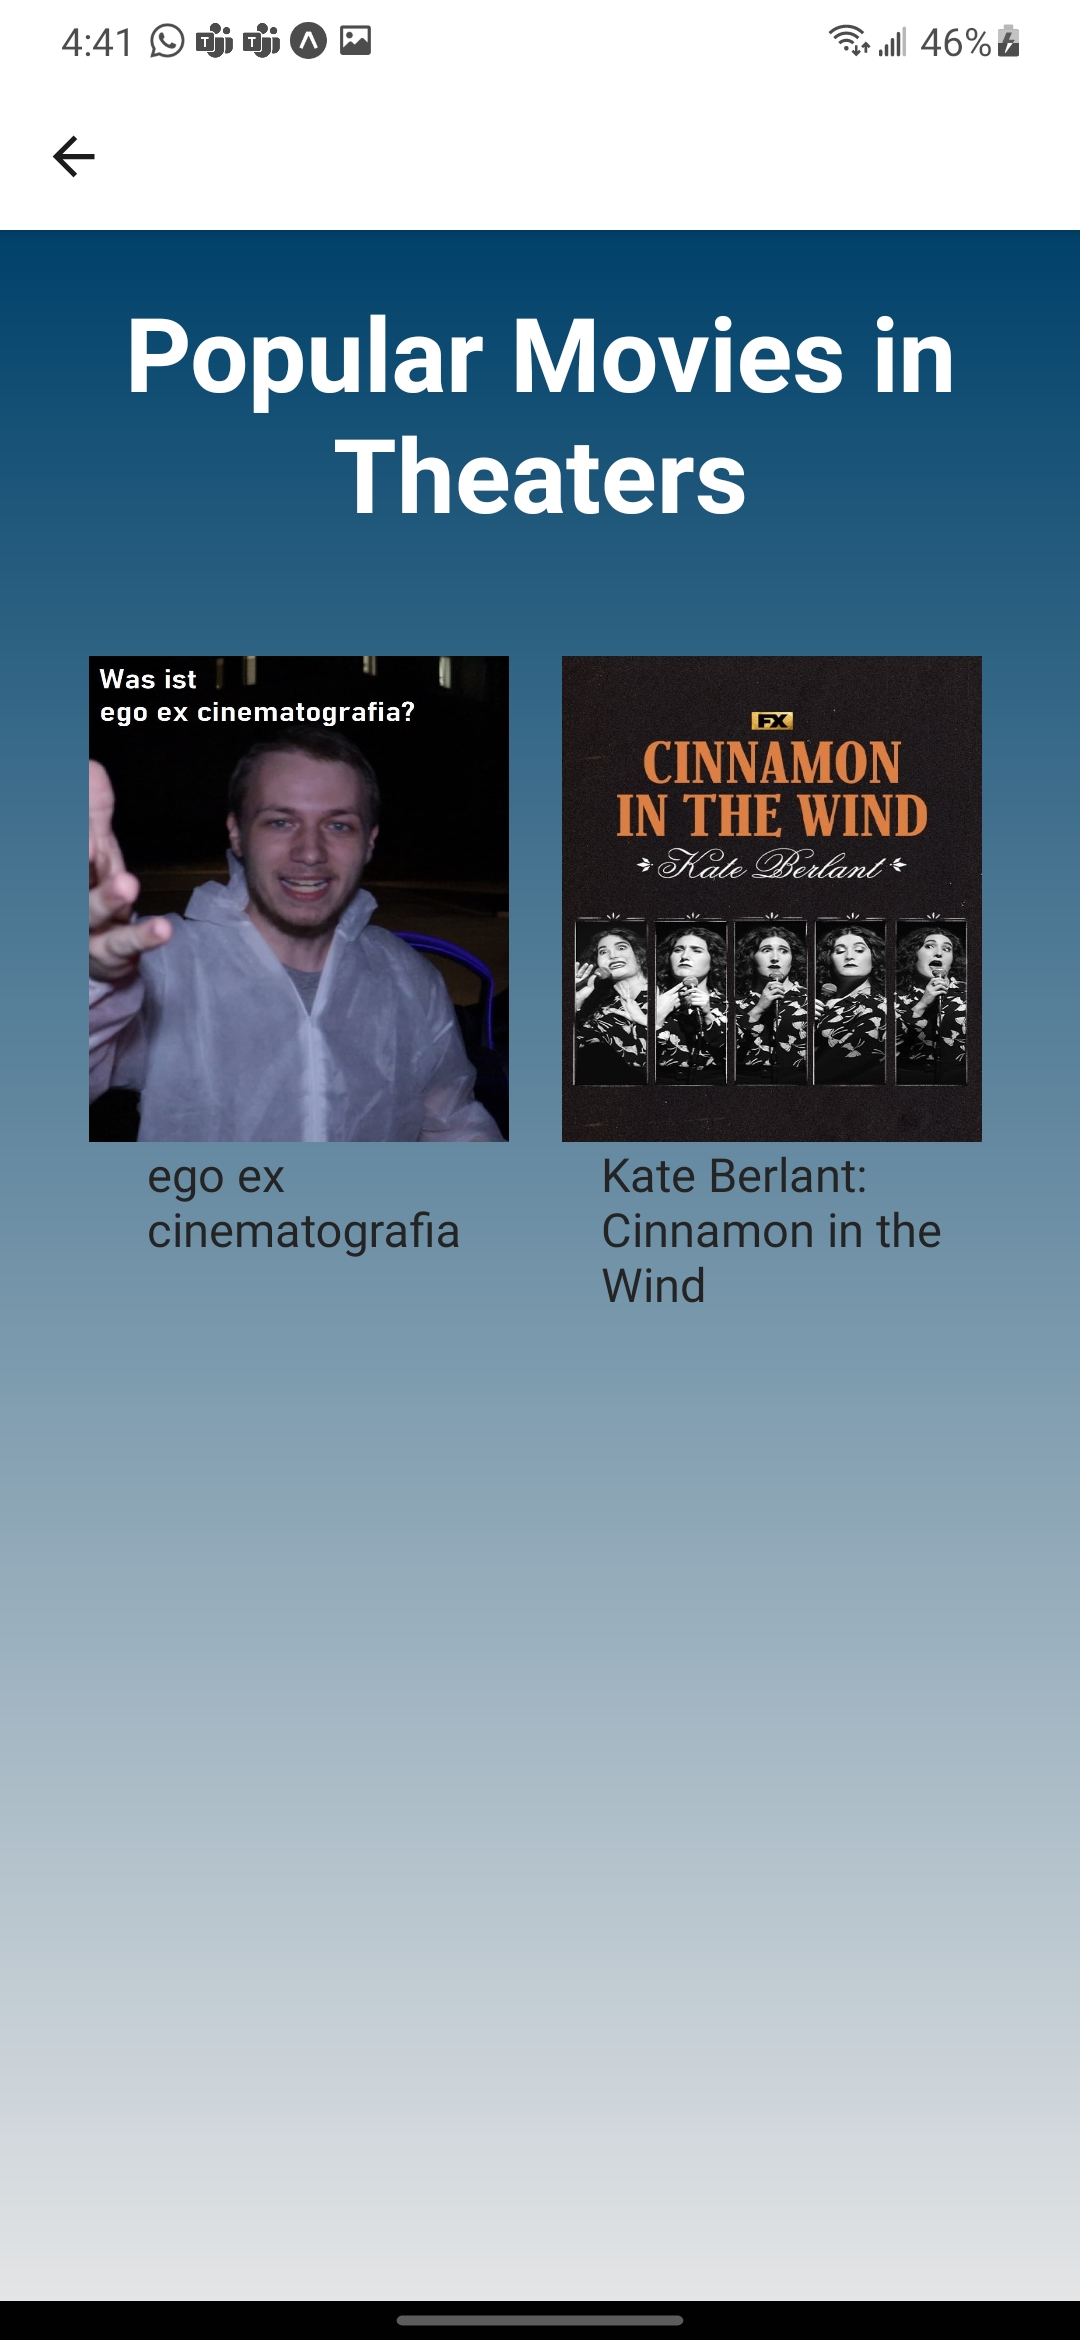 4:41
46%
Popular Movies in
Theaters
Was ist
ego ex cinematografia?
FX
CINNAMON
IN THE WIND
Kate Berlant
ego ex
cinematografia
Kate Berlant:
Cinnamon in the
Wind